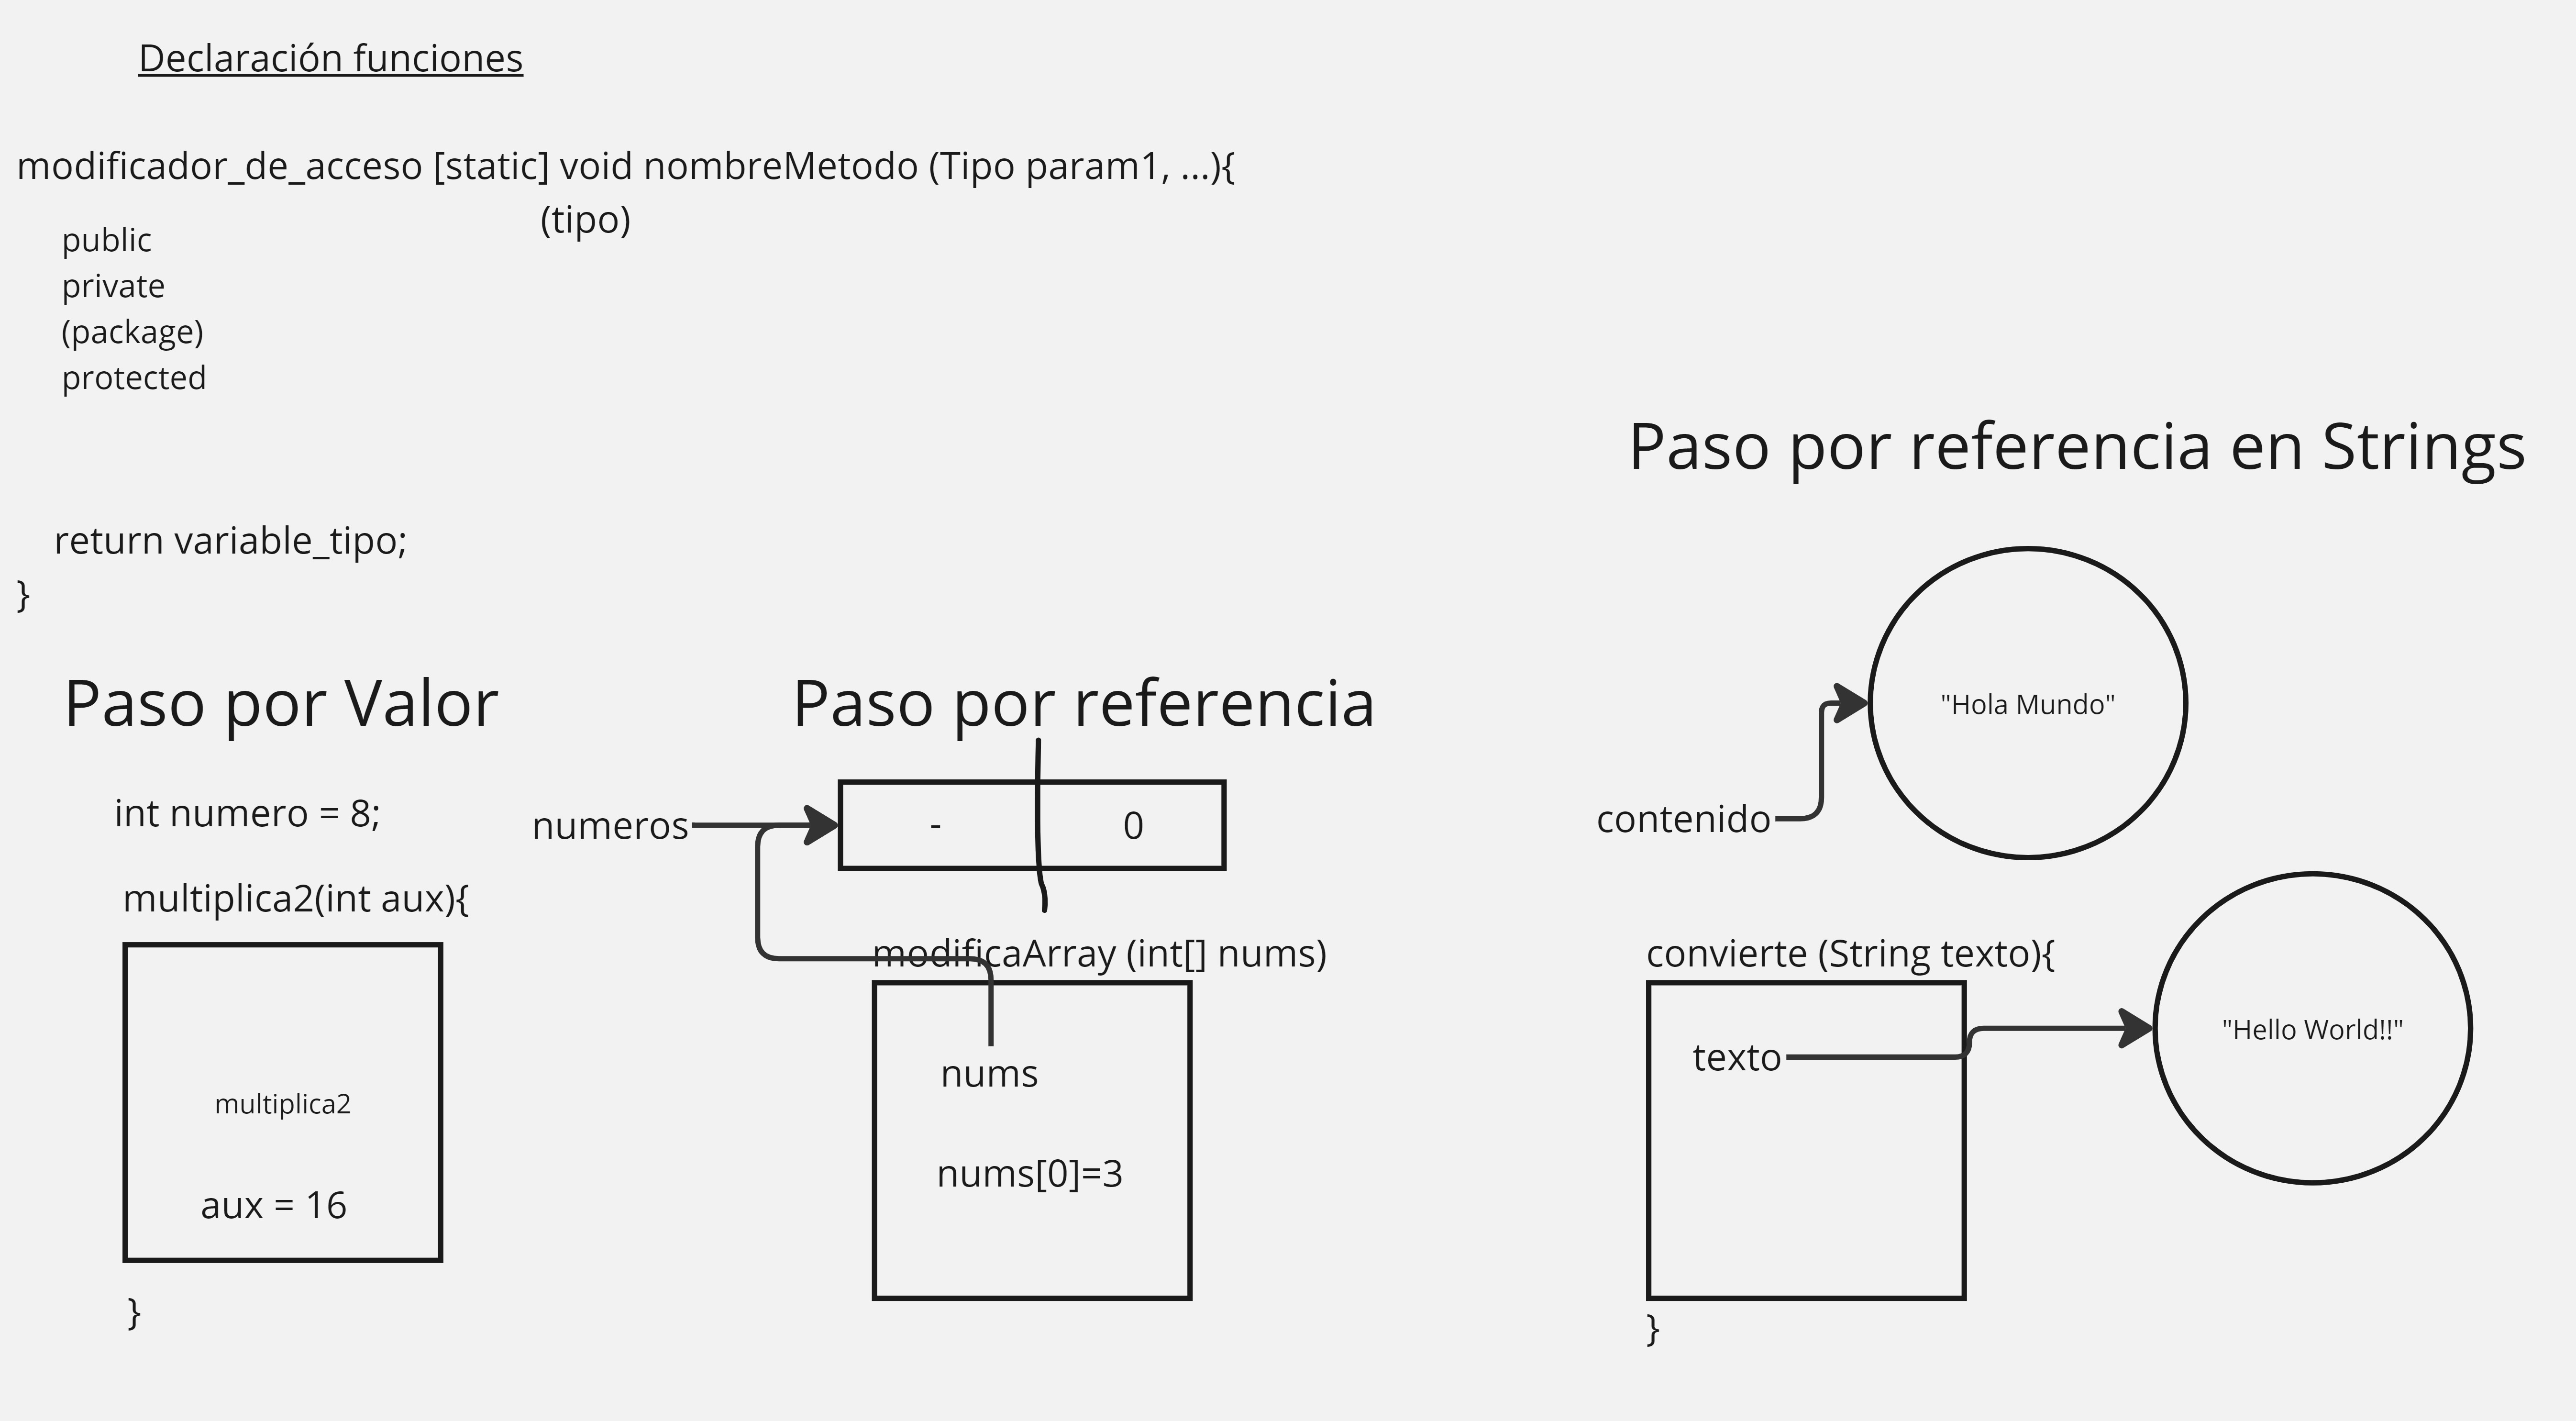 Declaración funciones
modificador_de_acceso [static] void nombreMetodo (Tipo param1, ...){
(tipo)
public
private
(package)
protected
return variable_tipo;
}
Paso por Valor
int numero = 8;
multiplica2(int aux){
multiplica2
aux = 16
}
Paso por referencia
numeros
- 0
modificaArray (int[] nums)
nums
nums[0]=3
Paso por referencia en Strings
"Hola Mundo"
contenido
convierte (String texto){
texto
"Hello World!!"
}